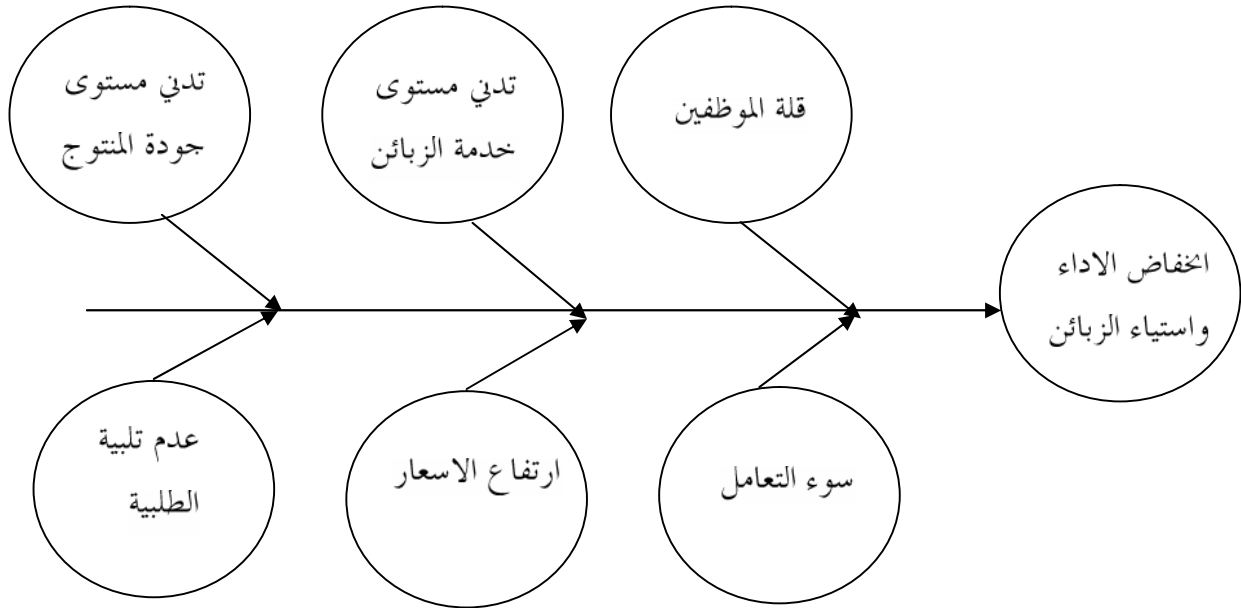 قلة الموظفين
تدني مستوى
خدمة الزبائن
تدني مستوى
جودة المنتوج
انخفاض الاداء
واستياء الزبائن
سوء التعامل
ارتفاع الاسعار
عدم تلبية
الطلبية